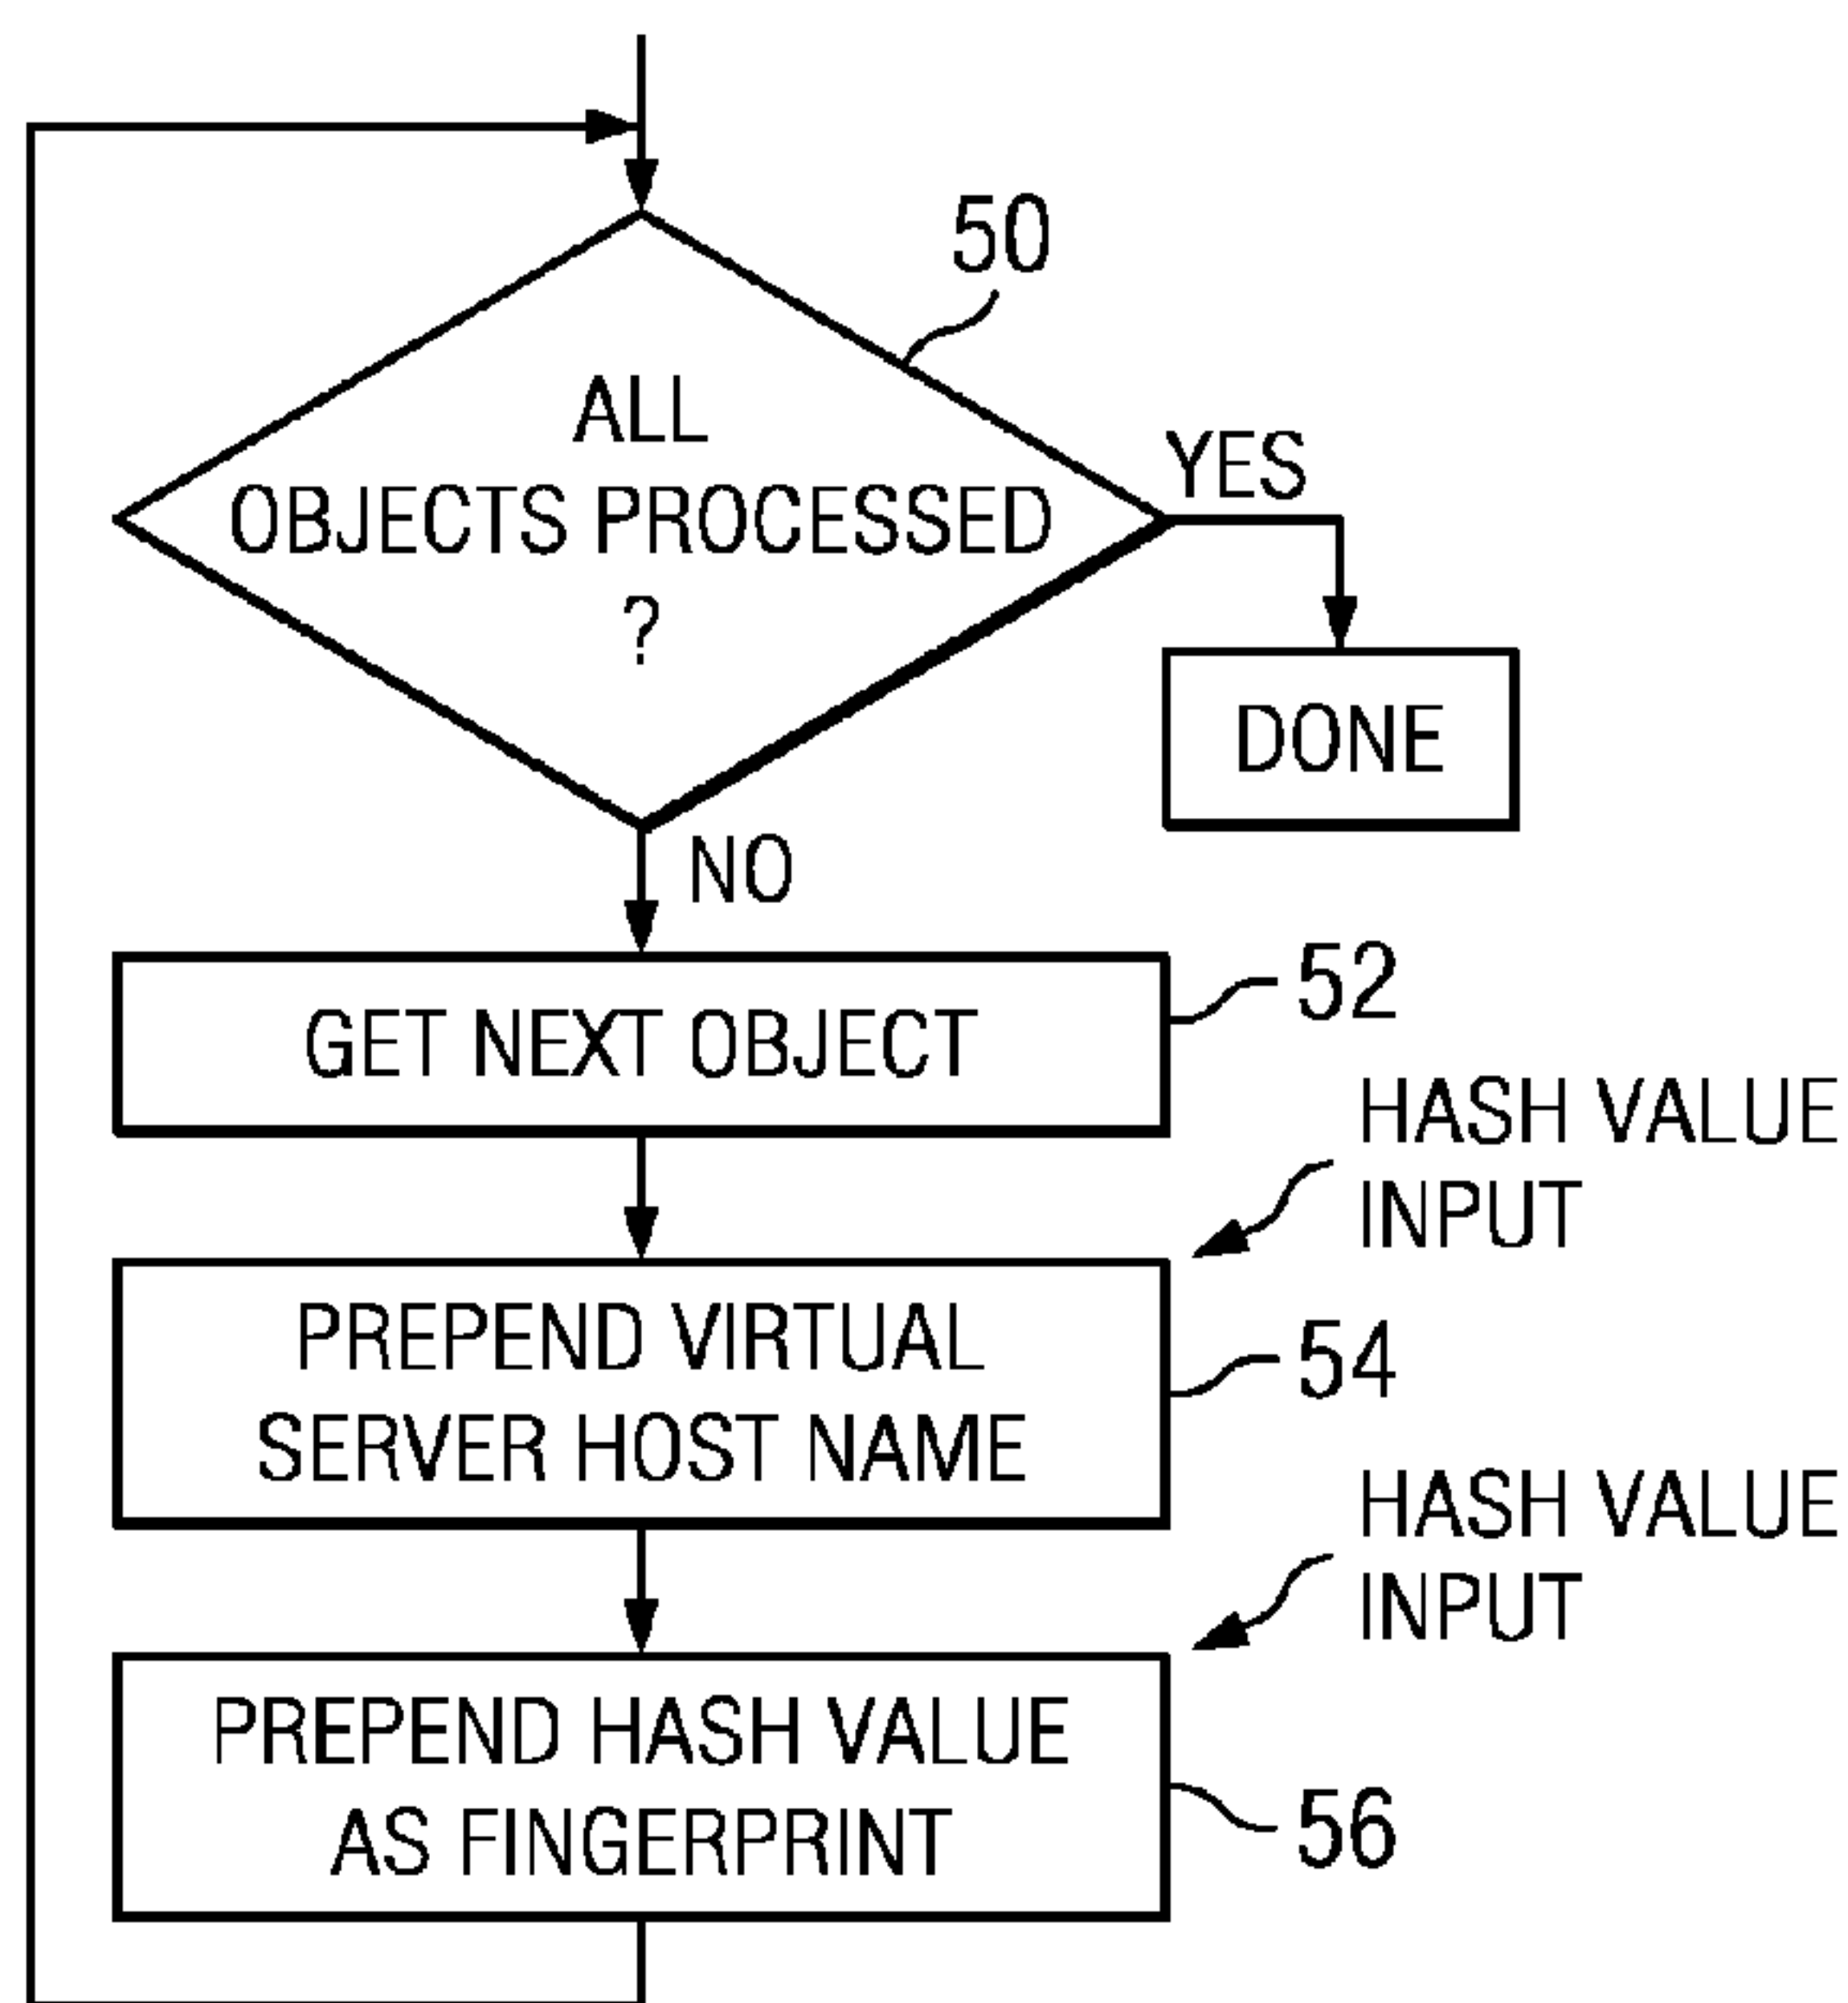 50
ALL
OBJECTS PROCESSED
?
YES
DONE
NO
GET NEXT OBJECT
52
HASH VALUE
INPUT
PREPEND VIRTUAL
SERVER HOST NAME
54
HASH VALUE
INPUT
PREPEND HASH VALUE
AS FINGERPRINT
56